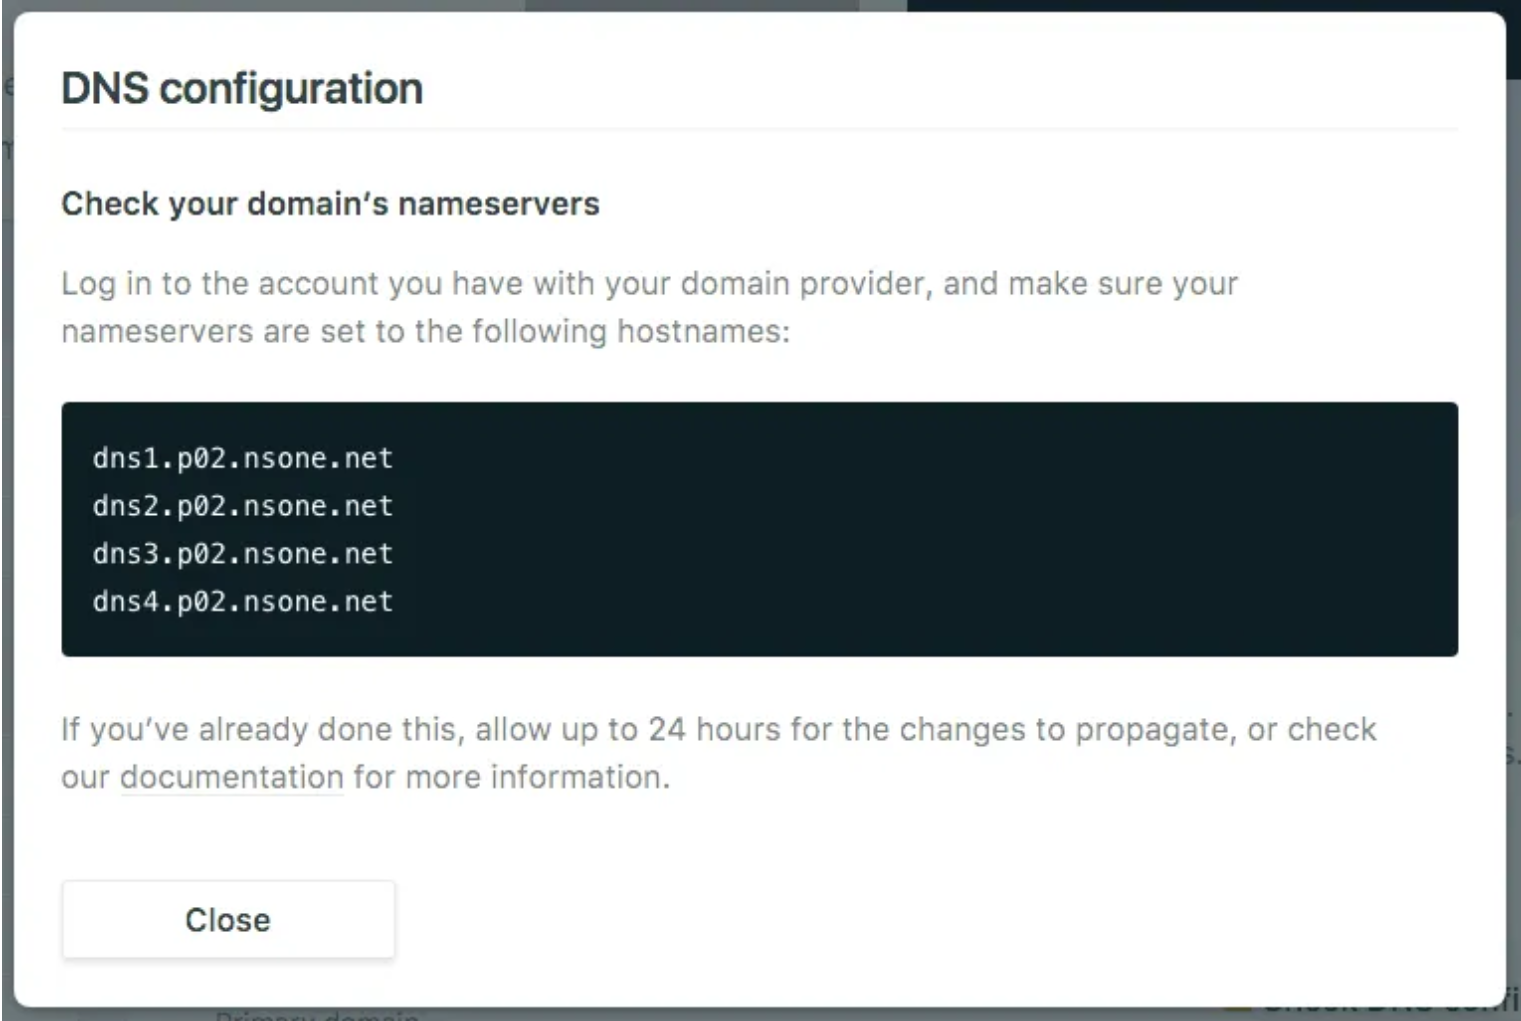 DNS configuration
Check your domain’s nameservers
Log in to the account you have with your domain provider, and make sure your
nameservers are set to the following hostnames:
dns1.p02.nsone.net
dns2.p02.nsone.net
dns3.p02.nsone.net
dns4.p02.nsone.net
If you’ve already done this, allow up to 24 hours for the changes to propagate, or check
our documentation for more information.
Close
Primary domain